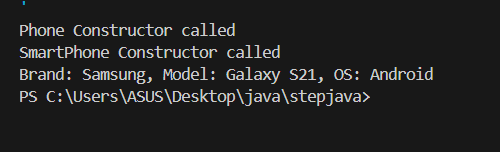 Phone Constructor called
SmartPhone Constructor called
Brand: Samsung, Model: Galaxy S21, OS: Android
PS C:\Users\ASUS\Desktop\java\stepjava>